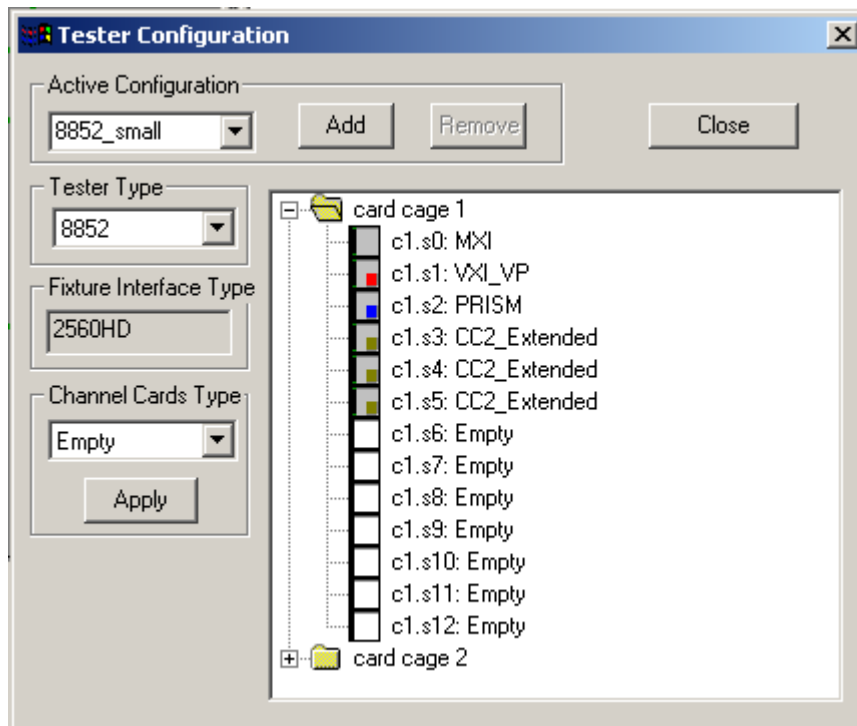 Tester Configuration
Active Configuration
8852_small
Add
Remove
Close
Tester Type
8852
Fixture Interface Type
2560HD
Channel Cards Type
Empty
Apply
card cage 1
c1.s0: MXI
c1.s1: VXI_VP
c1.s2: PRISM
c1.s3: CC2_Extended
c1.s4: CC2_Extended
c1.s5: CC2_Extended
c1.s6: Empty
c1.s7: Empty
c1.s8: Empty
c1.s9: Empty
c1.s10: Empty
c1.s11: Empty
c1.s12: Empty
card cage 2